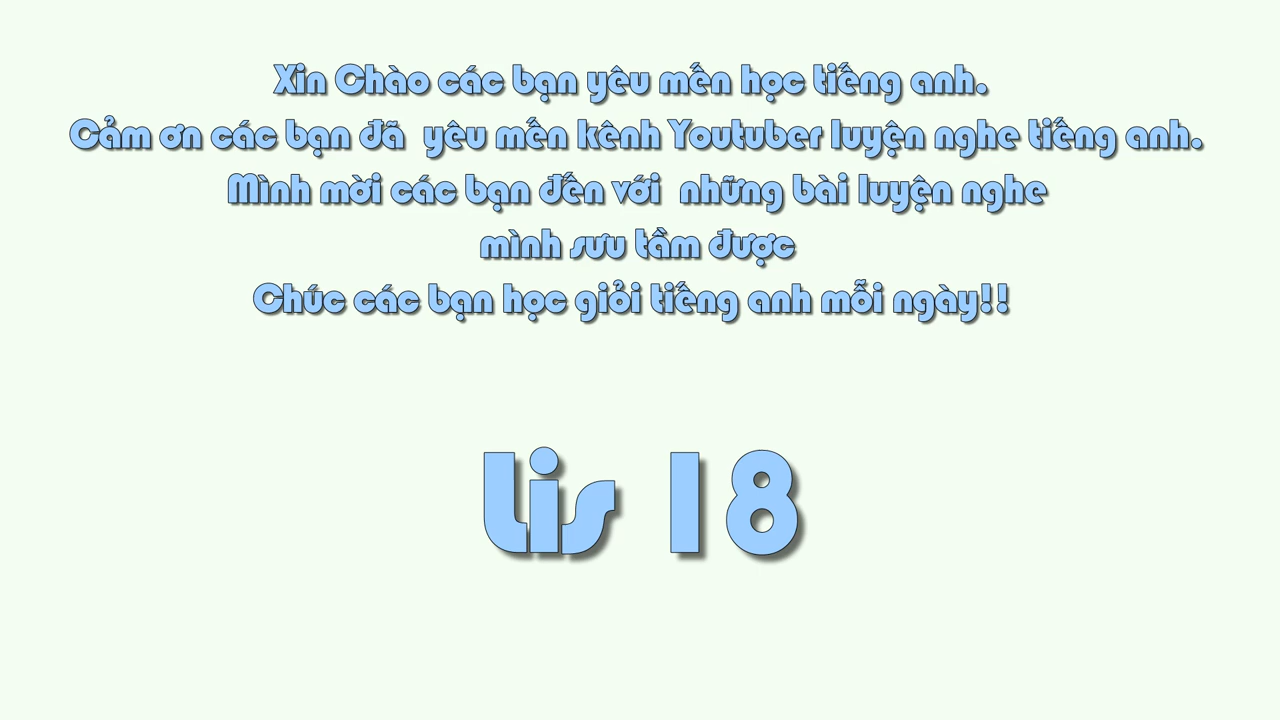 Xin Chào các bạn yêu mến học tiếng anh.
Cảm ơn các bạn đã yêu mến kênh Youtuber luyện nghe tiếng anh.
Mình mời các bạn đến với những bài luyện nghe
mình sưu tầm được
Chúc các bạn học giỏi tiếng anh mỗi ngày!!
Lis 18